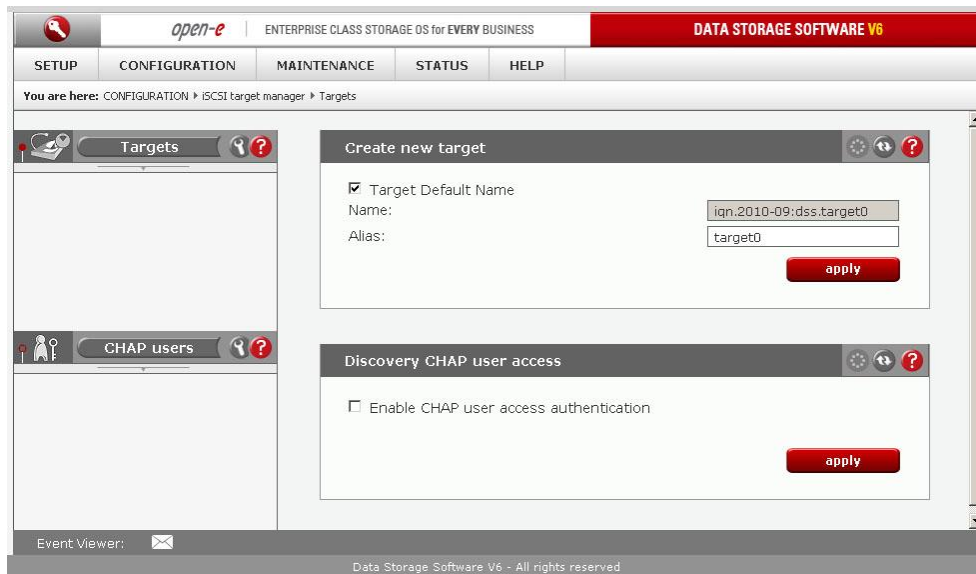 open-e
ENTERPRISE CLASS STORAGE OS for EVERY BUSINESS
DATA STORAGE SOFTWARE V6
SETUP
CONFIGURATION
MAINTENANCE
STATUS
HELP
You are here: CONFIGURATION iSCSI target manager Targets
Targets
?
Create new target
?
Target Default Name
Name:
iqn.2010-09:dss.target0
Alias:
target0
apply
CHAP users
?
Discovery CHAP user access
?
Enable CHAP user access authentication
apply
Event Viewer:
Data Storage Software V6 - All rights reserved